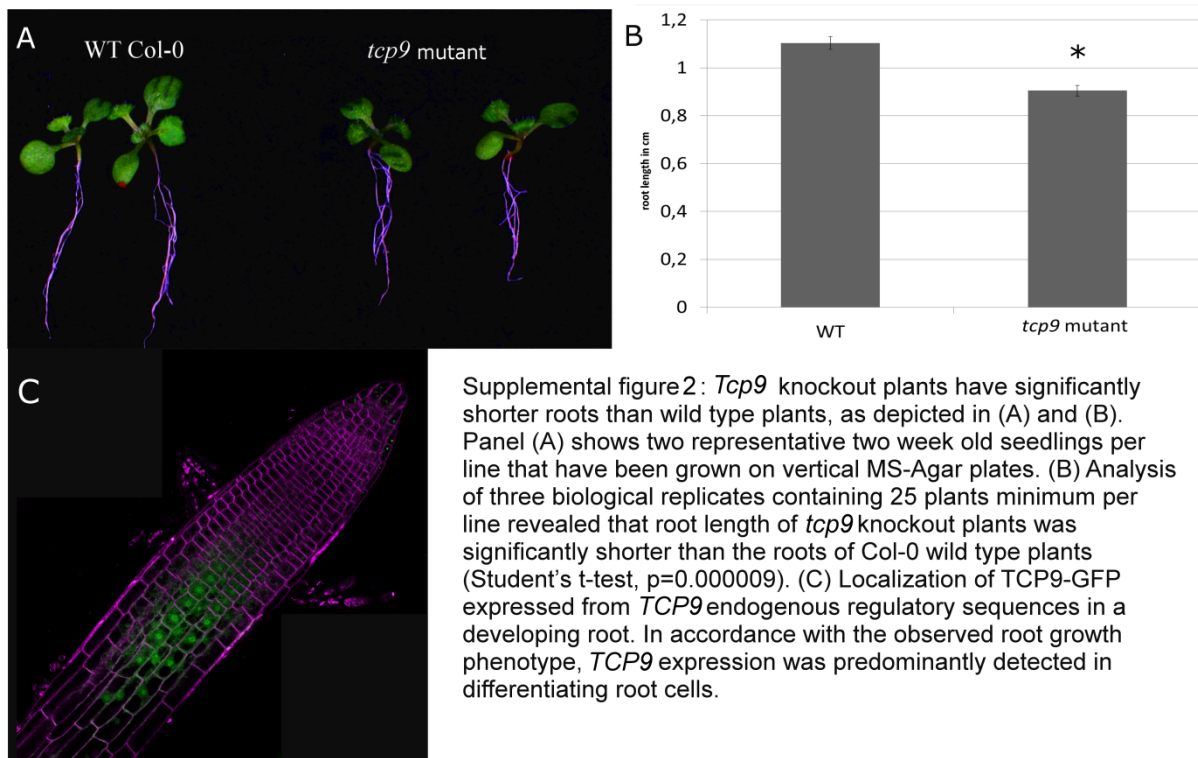 A
WT Col-0
tcp9 mutant
B
root length in cm
1,2
1
0,8
0,6
0,4
0,2
0
*
WT
tcp9 mutant
C
Supplemental figure 2: Tcp9 knockout plants have significantly
shorter roots than wild type plants, as depicted in (A) and (B).
Panel (A) shows two representative two week old seedlings per
line that have been grown on vertical MS-Agar plates. (B) Analysis
of three biological replicates containing 25 plants minimum per
line revealed that root length of tcp9 knockout plants was
significantly shorter than the roots of Col-0 wild type plants
(Student's t-test, p=0.000009). (C) Localization of TCP9-GFP
expressed from TCP9 endogenous regulatory sequences in a
developing root. In accordance with the observed root growth
phenotype, TCP9 expression was predominantly detected in
differentiating root cells.